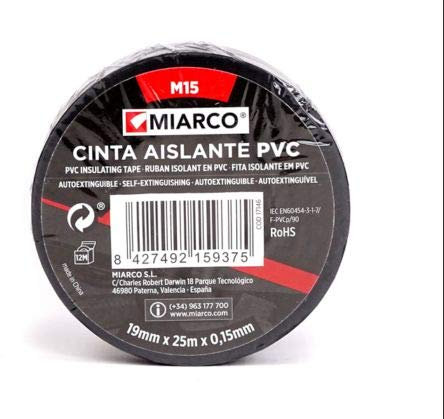 M15
MIARCO®
CINTA AISLANTE PVC
PVC INSULATING TAPE · RUBAN ISOLANT EN PVC · FITA ISOLANTE EM PVC
AUTOEXTINGUIBLE · SELF-EXTINGUISHING · AUTOEXTINGUIBLE · AUTOEXTINGUÍVEL
12M
made in China
8 427492 159375
COD 17146
IEC EN60454-3-1-7/
F-PVCp/90
RoHS
MIARCO S.L.
C/Charles Robert Darwin 18 Parque Tecnológico
46980 Paterna, Valencia - España
i (+34) 963 177 700
www.miarco.com
19mm x 25m x 0,15mm